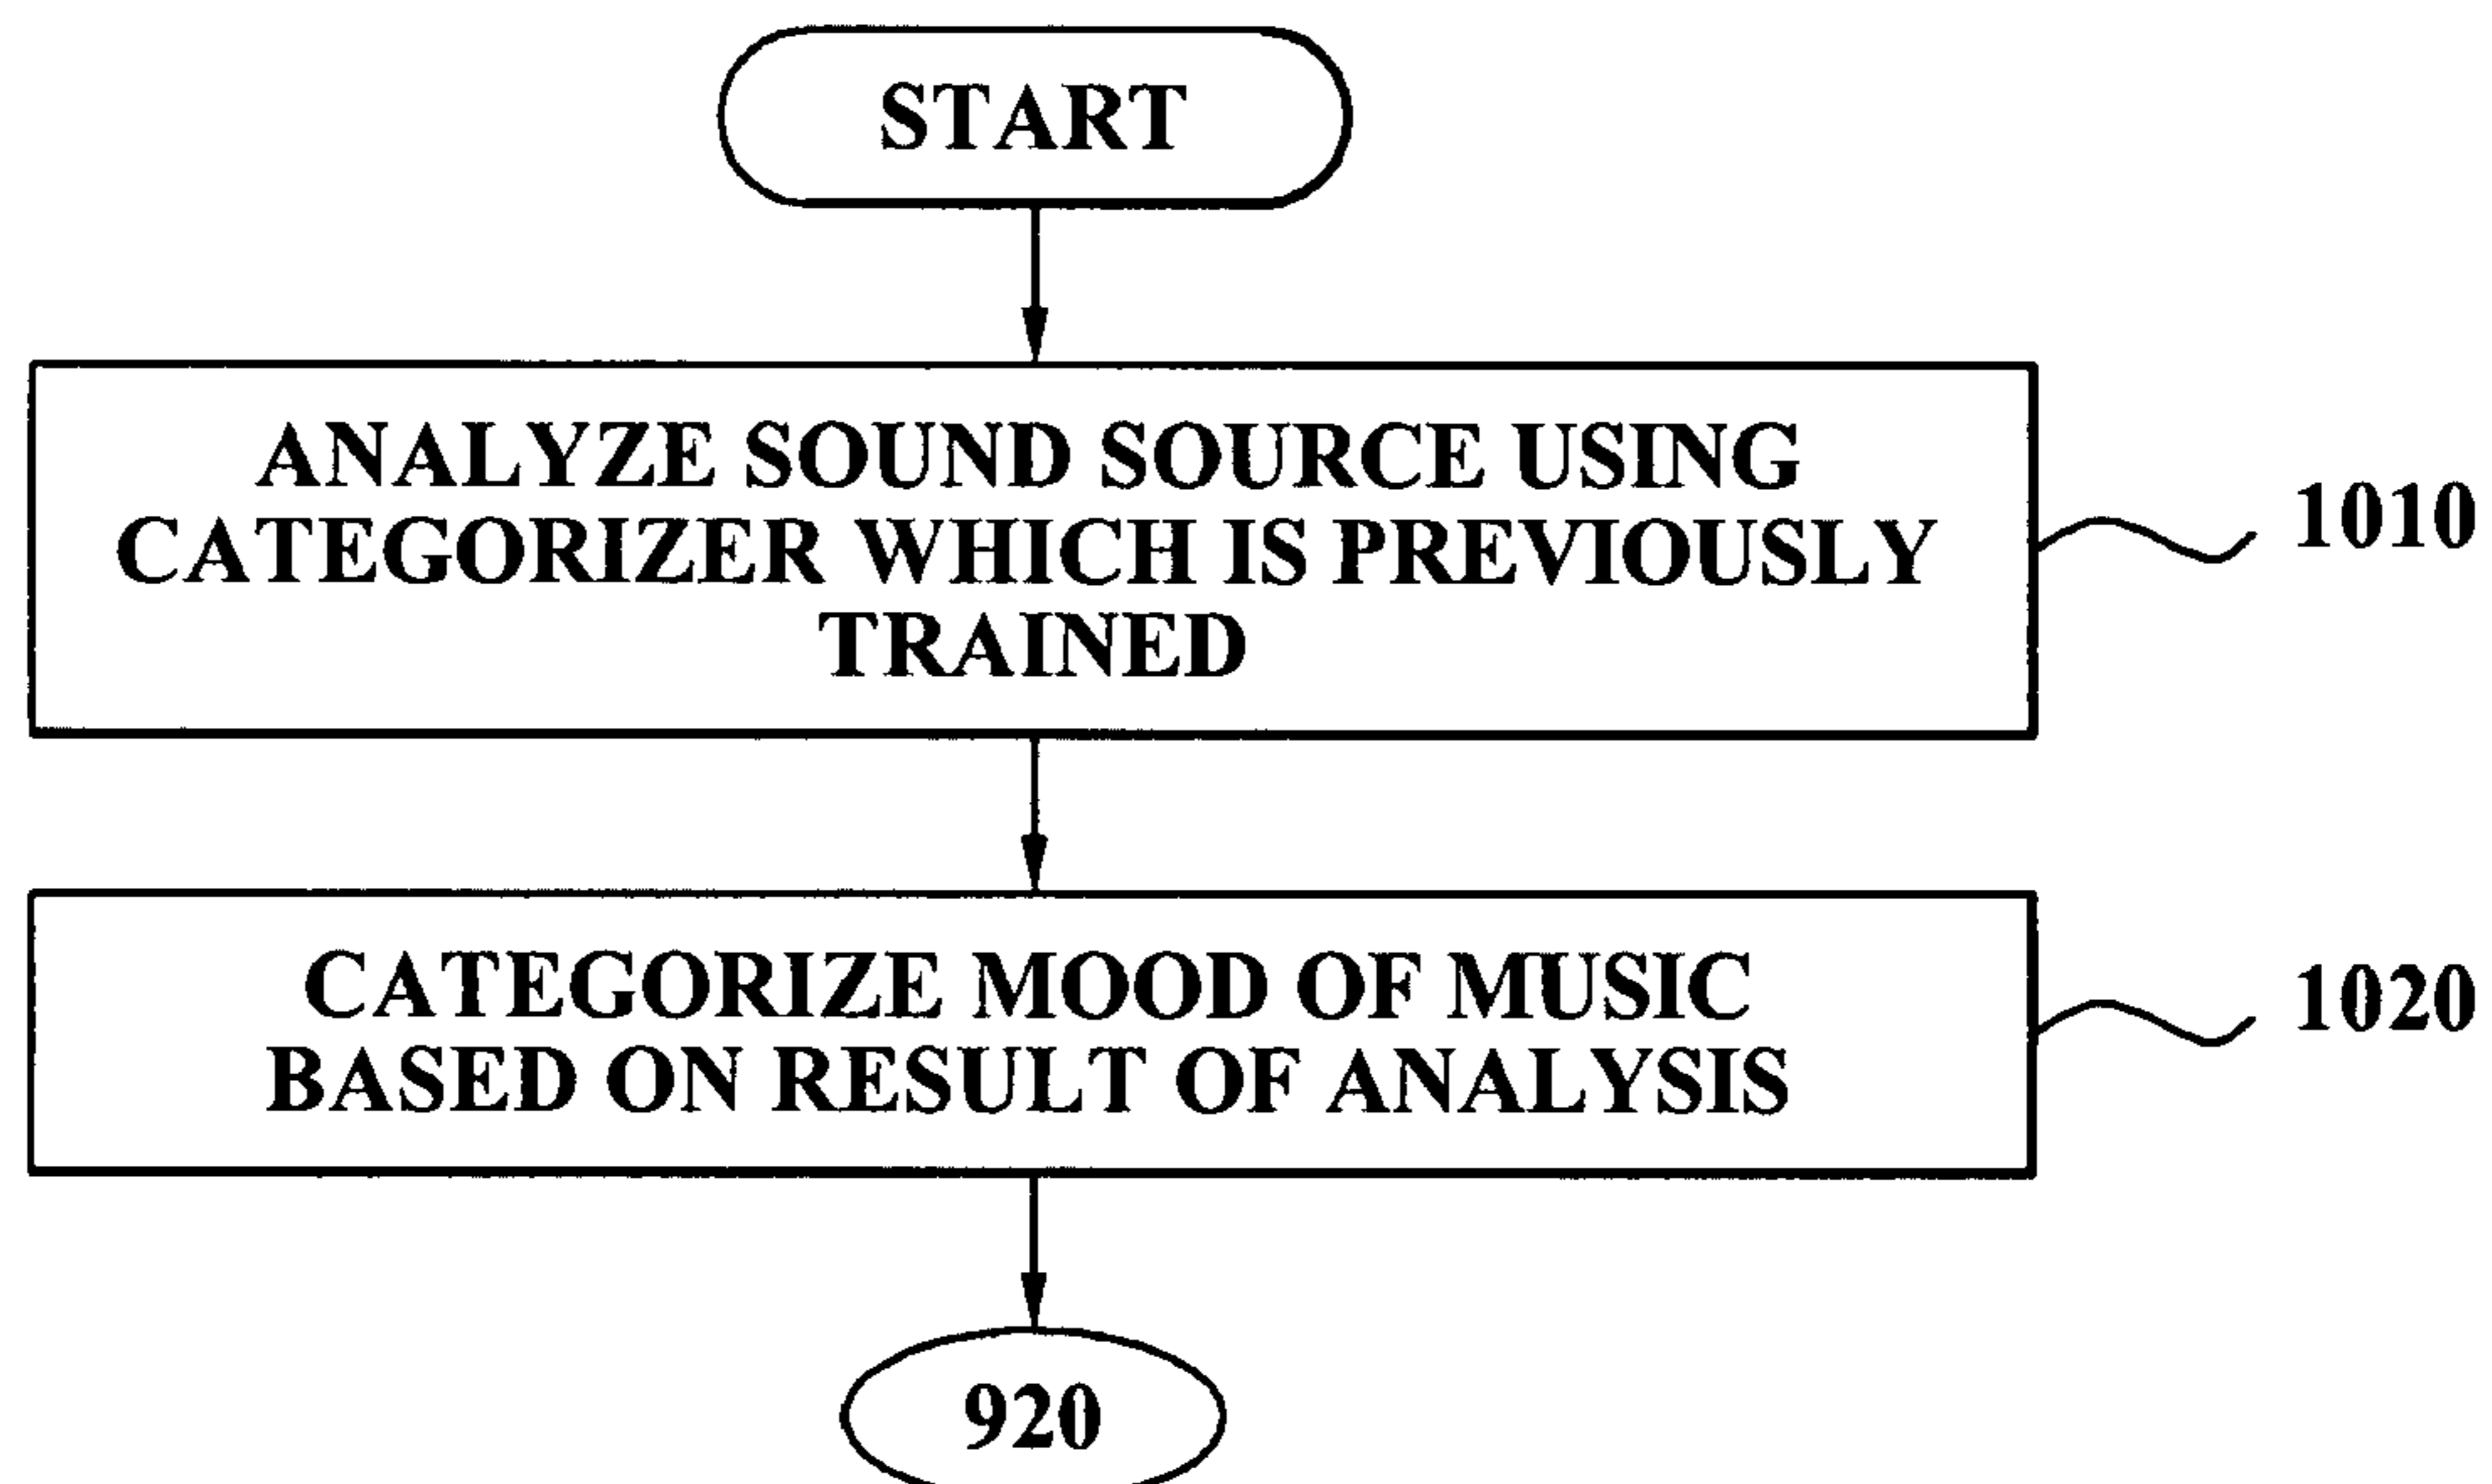 START
ANALYZE SOUND SOURCE USING
CATEGORIZER WHICH IS PREVIOUSLY
TRAINED
1010
CATEGORIZE MOOD OF MUSIC
BASED ON RESULT OF ANALYSIS
1020
920